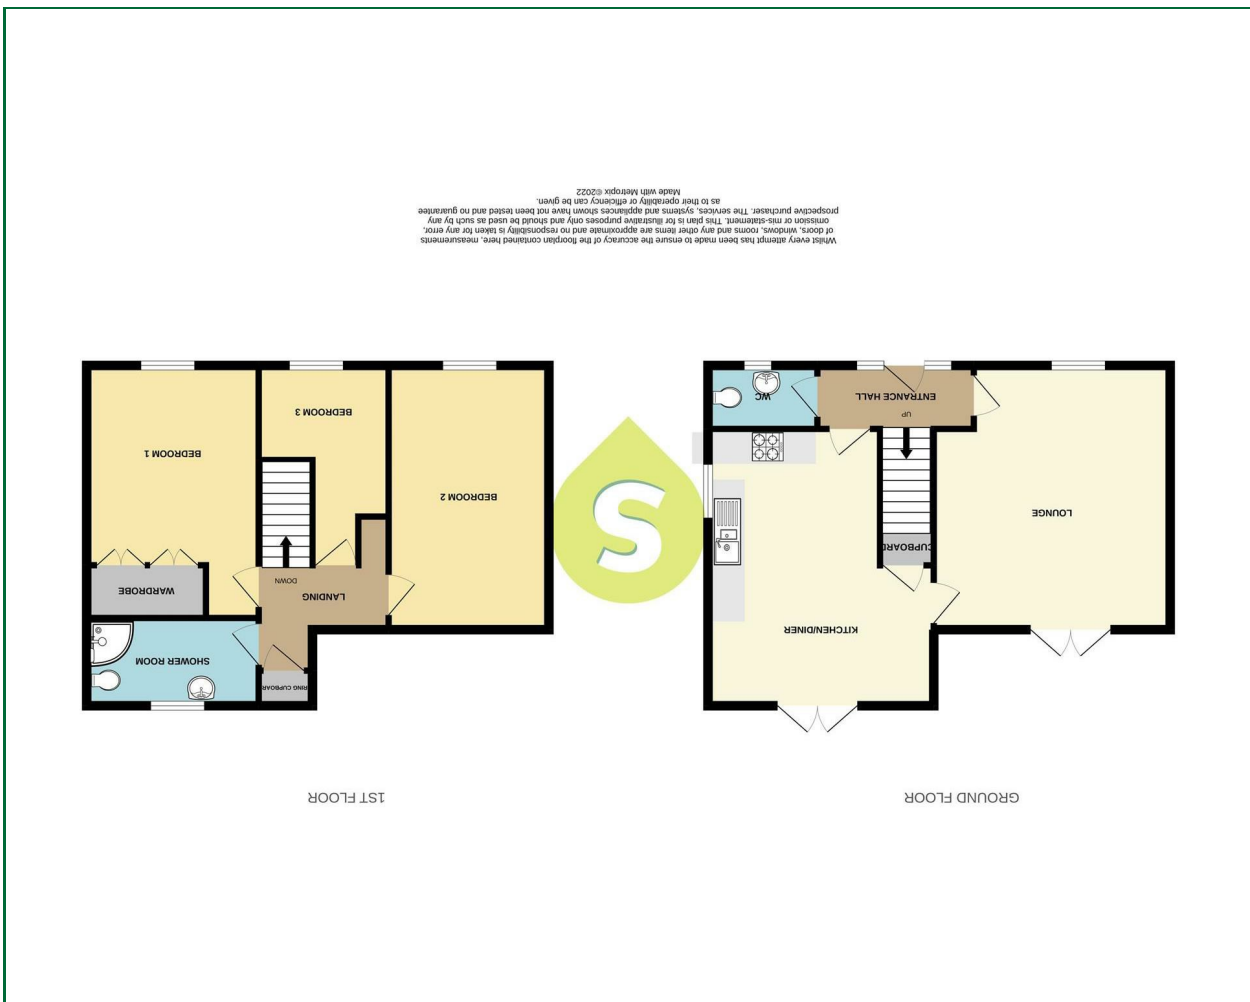 GROUND FLOOR
1ST FLOOR
KITCHEN/DINER
LOUNGE
CUPBOARD
UP
ENTRANCE HALL
WC
SHOWER ROOM
RING CUPBOAR
WARDROBE
LANDING
DOWN
BEDROOM 1
BEDROOM 2
BEDROOM 3
S
Whilst every attempt has been made to ensure the accuracy of the floorplan contained here, measurements
of doors, windows, rooms and any other items are approximate and no responsibility is taken for any error,
omission or mis-statement. This plan is for illustrative purposes only and should be used as such by any
prospective purchaser. The services, systems and appliances shown have not been tested and no guarantee
as to their operability or efficiency can be given.
Made with Metropix ©2022